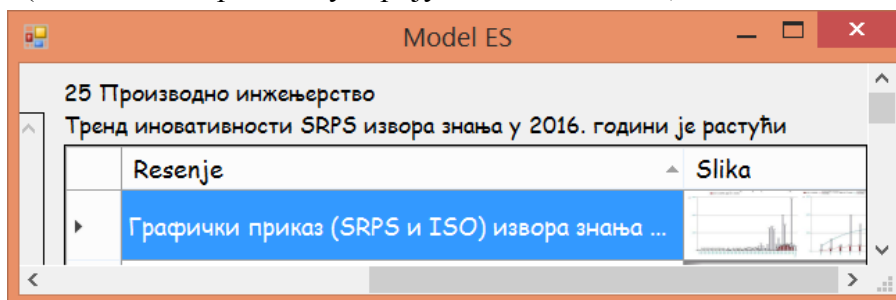 Model ES
25 Производно инжењерство
Тренд иновативности SRPS извора знања у 2016. години је растући
Resenje Slika
Графички приказ (SRPS и ISO) извора знања ...